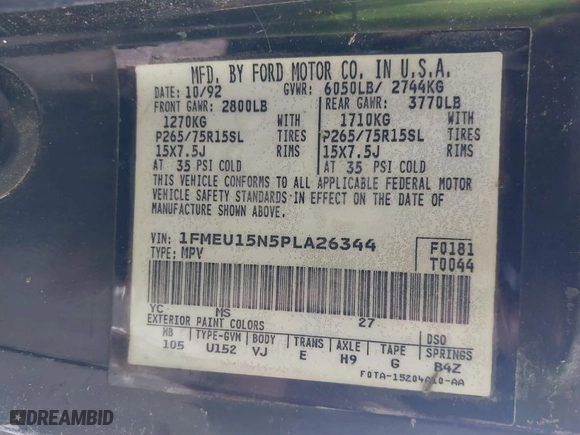 MFD. BY FORD MOTOR CO. IN U.S.A.
DATE: 10/92 GVWR: 6050LB/ 2744KG
FRONT GAWR: 2800LB REAR GAWR: 3770LB
1270KG WITH 1710KG WITH
P265/75R15SL TIRES P265/75R15SL TIRES
15X7.5J RIMS 15X7.5J RIMS
AT 35 PSI COLD AT 35 PSI COLD
THIS VEHICLE CONFORMS TO ALL APPLICABLE FEDERAL MOTOR
VEHICLE SAFETY STANDARDS IN EFFECT ON THE DATE OF
MANUFACTURE SHOWN ABOVE.
VIN: 1FMEU15N5PLA26344 F0181
TYPE: MPV T0044
YC MS 27
EXTERIOR PAINT COLORS DSO
WB TYPE-GVM BODY TRANS AXLE TAPE SPRINGS
105 U152 VJ E H9 G B4Z
F0TA-15204A10-AA
DREAMBID